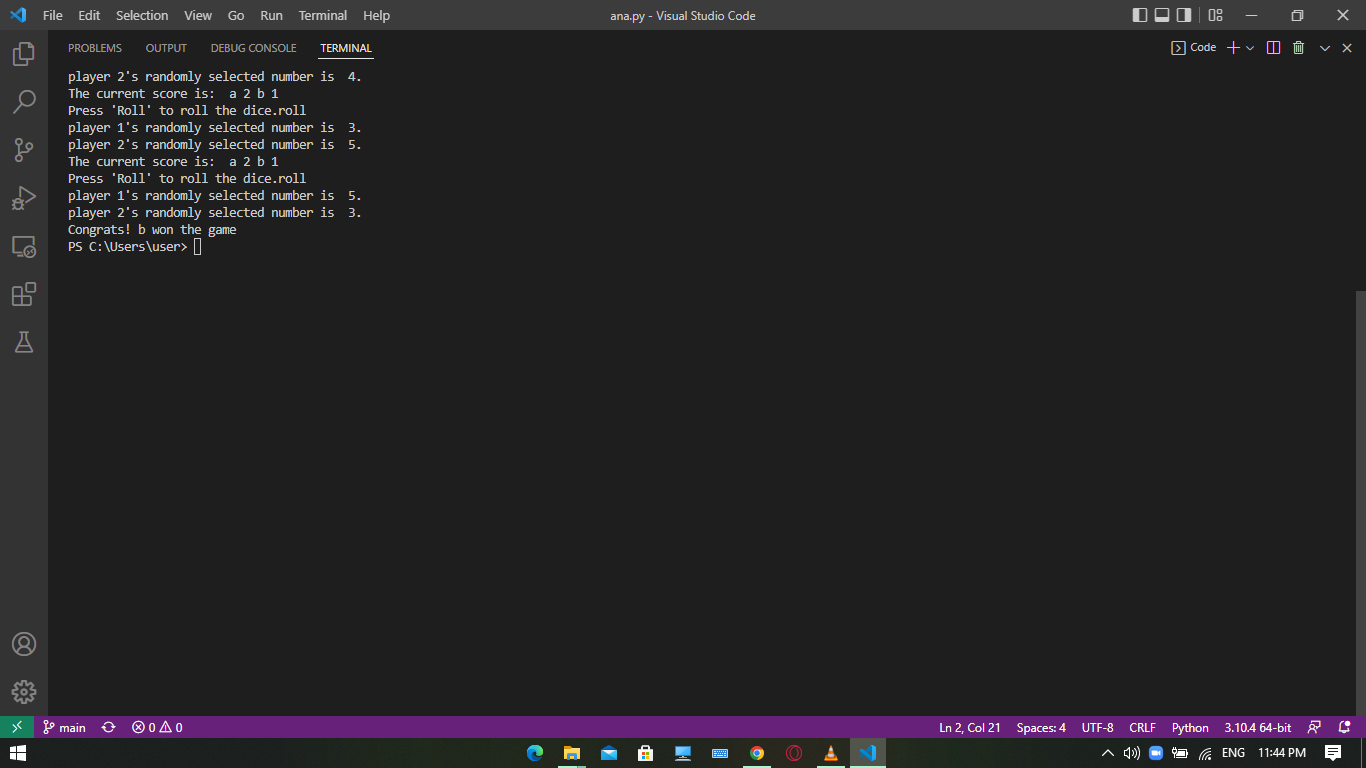 File Edit Selection View Go Run Terminal Help ana.py - Visual Studio Code
PROBLEMS OUTPUT DEBUG CONSOLE TERMINAL Code
player 2's randomly selected number is  4.
The current score is:  a 2 b 1
Press 'Roll' to roll the dice.roll
player 1's randomly selected number is  3.
player 2's randomly selected number is  5.
The current score is:  a 2 b 1
Press 'Roll' to roll the dice.roll
player 1's randomly selected number is  5.
player 2's randomly selected number is  3.
Congrats! b won the game
PS C:\Users\user>
main 0 0 Ln 2, Col 21 Spaces: 4 UTF-8 CRLF Python 3.10.4 64-bit
ENG 11:44 PM